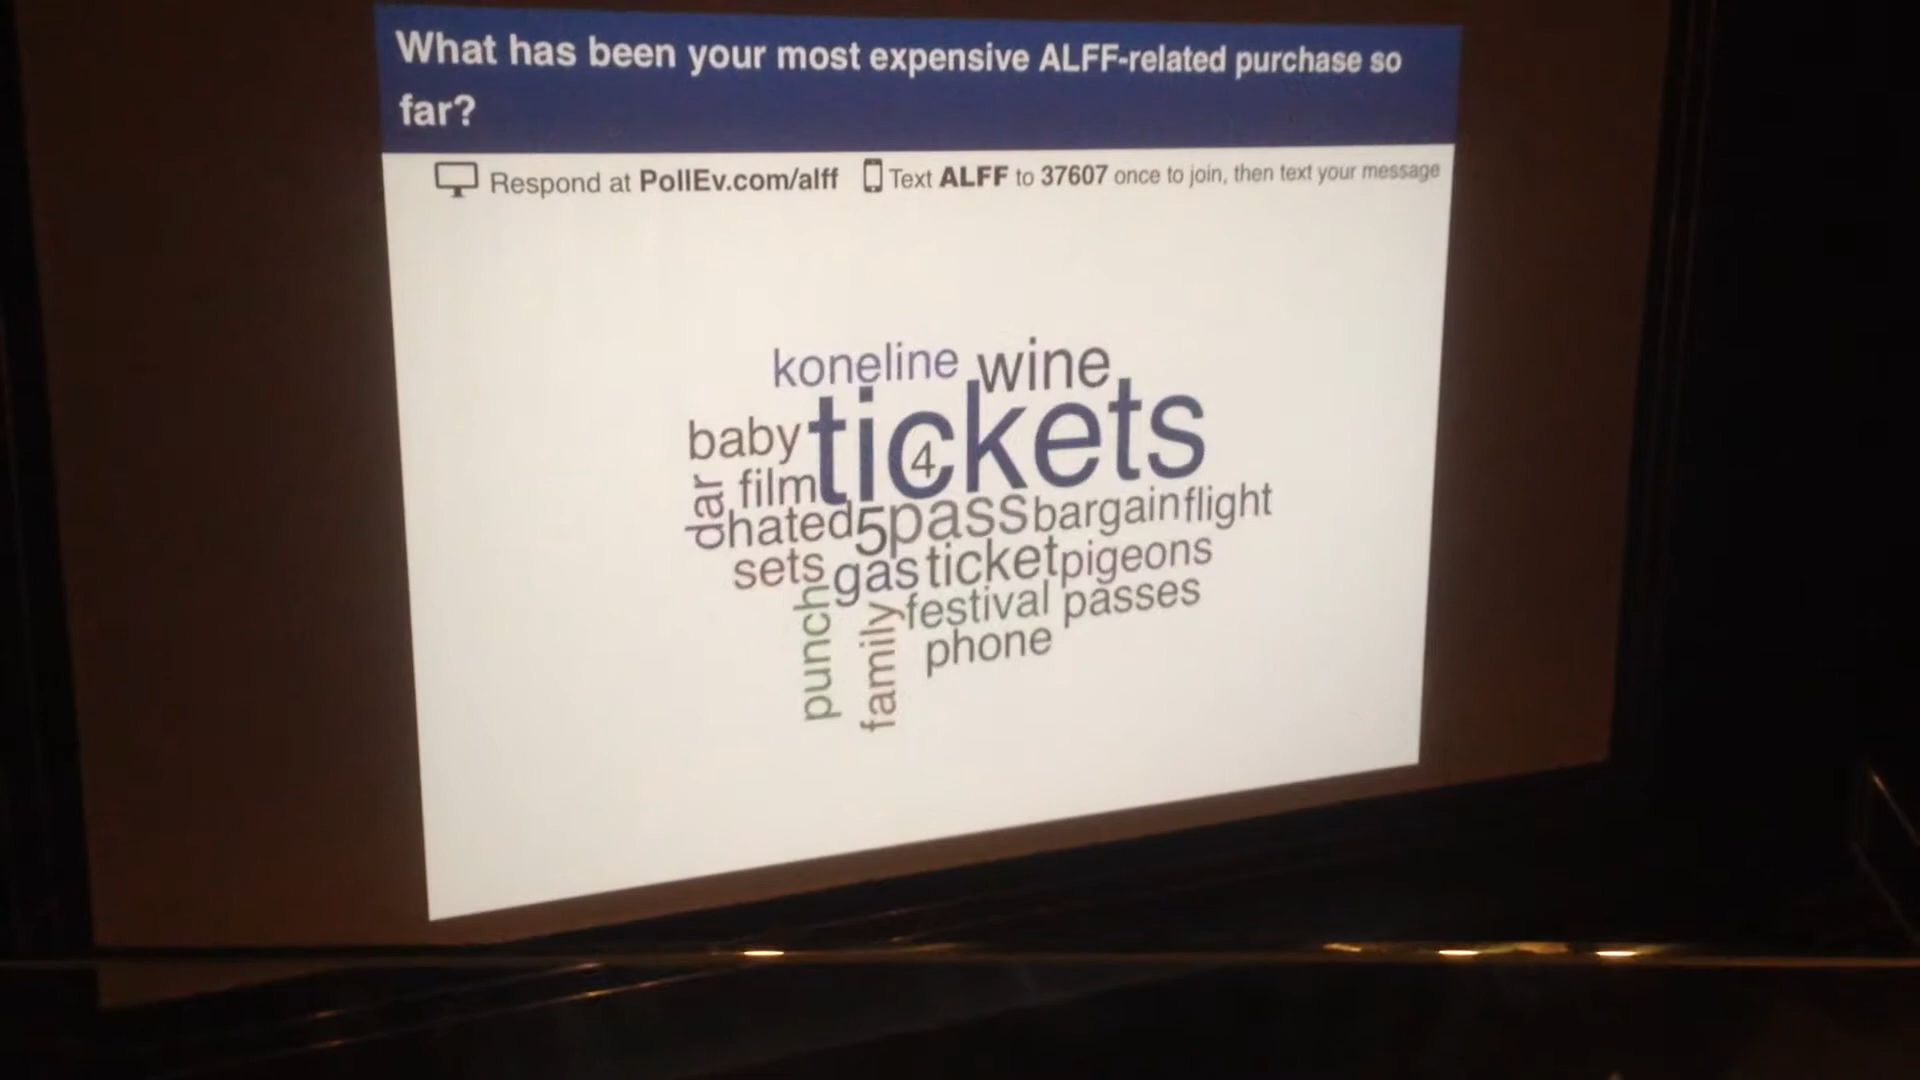 What has been your most expensive ALFF-related purchase so
far?
Respond at PollEv.com/alff Text ALFF to 37607 once to join, then text your message
koneline wine
baby tickets
4
dar film
hated 5 pass bargain flight
sets gas ticket pigeons
punch family festival passes
phone